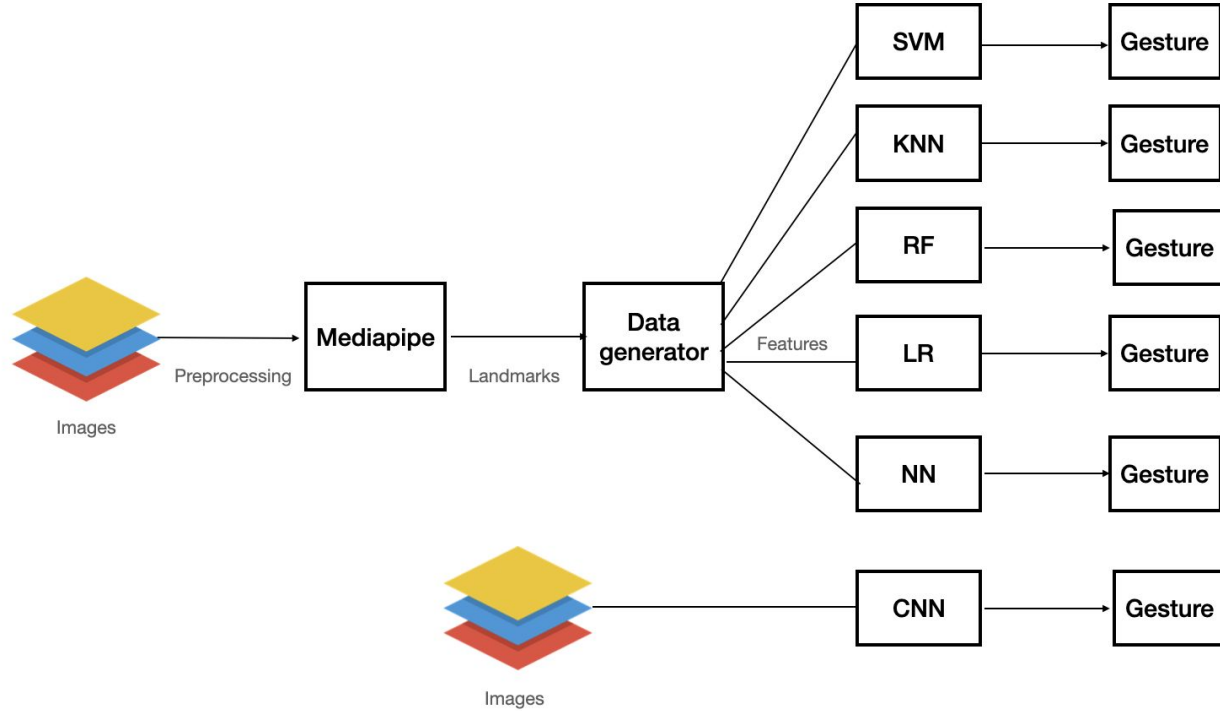 SVM
Gesture
KNN
Gesture
RF
Gesture
Mediapipe
Data
generator
Features
LR
Gesture
Preprocessing
Landmarks
Images
NN
Gesture
CNN
Gesture
Images